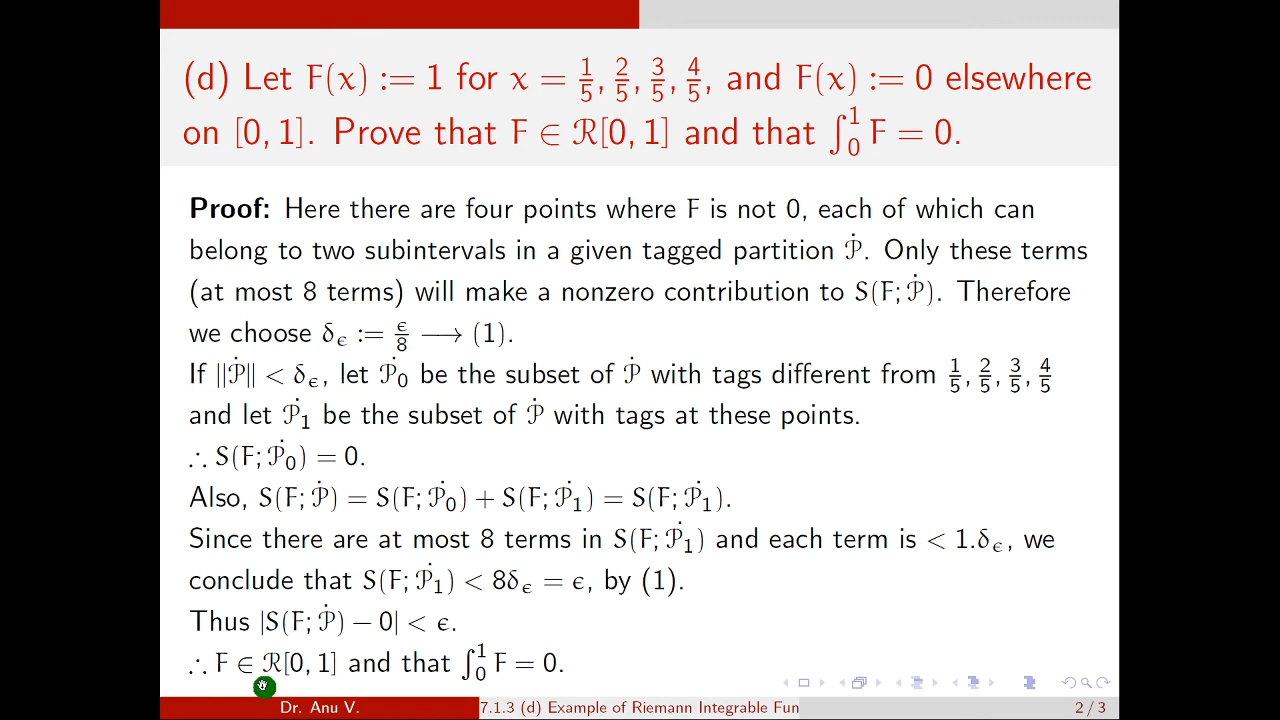 (d) Let F(x) := 1 for x = 1/5, 2/5, 3/5, 4/5, and F(x) := 0 elsewhere
on [0, 1]. Prove that F ∈ ℛ[0, 1] and that ∫₀¹ F = 0.
Proof: Here there are four points where F is not 0, each of which can
belong to two subintervals in a given tagged partition 𝒫̇. Only these terms
(at most 8 terms) will make a nonzero contribution to S(F; 𝒫̇). Therefore
we choose δ_ϵ := ϵ/8 ⟶ (1).
If ||𝒫̇|| < δ_ϵ, let 𝒫̇₀ be the subset of 𝒫̇ with tags different from 1/5, 2/5, 3/5, 4/5
and let 𝒫̇₁ be the subset of 𝒫̇ with tags at these points.
∴ S(F; 𝒫̇₀) = 0.
Also, S(F; 𝒫̇) = S(F; 𝒫̇₀) + S(F; 𝒫̇₁) = S(F; 𝒫̇₁).
Since there are at most 8 terms in S(F; 𝒫̇₁) and each term is < 1.δ_ϵ, we
conclude that S(F; 𝒫̇₁) < 8δ_ϵ = ϵ, by (1).
Thus |S(F; 𝒫̇) − 0| < ϵ.
∴ F ∈ ℛ[0, 1] and that ∫₀¹ F = 0.
Dr. Anu V.
7.1.3 (d) Example of Riemann Integrable Fun
2 / 3